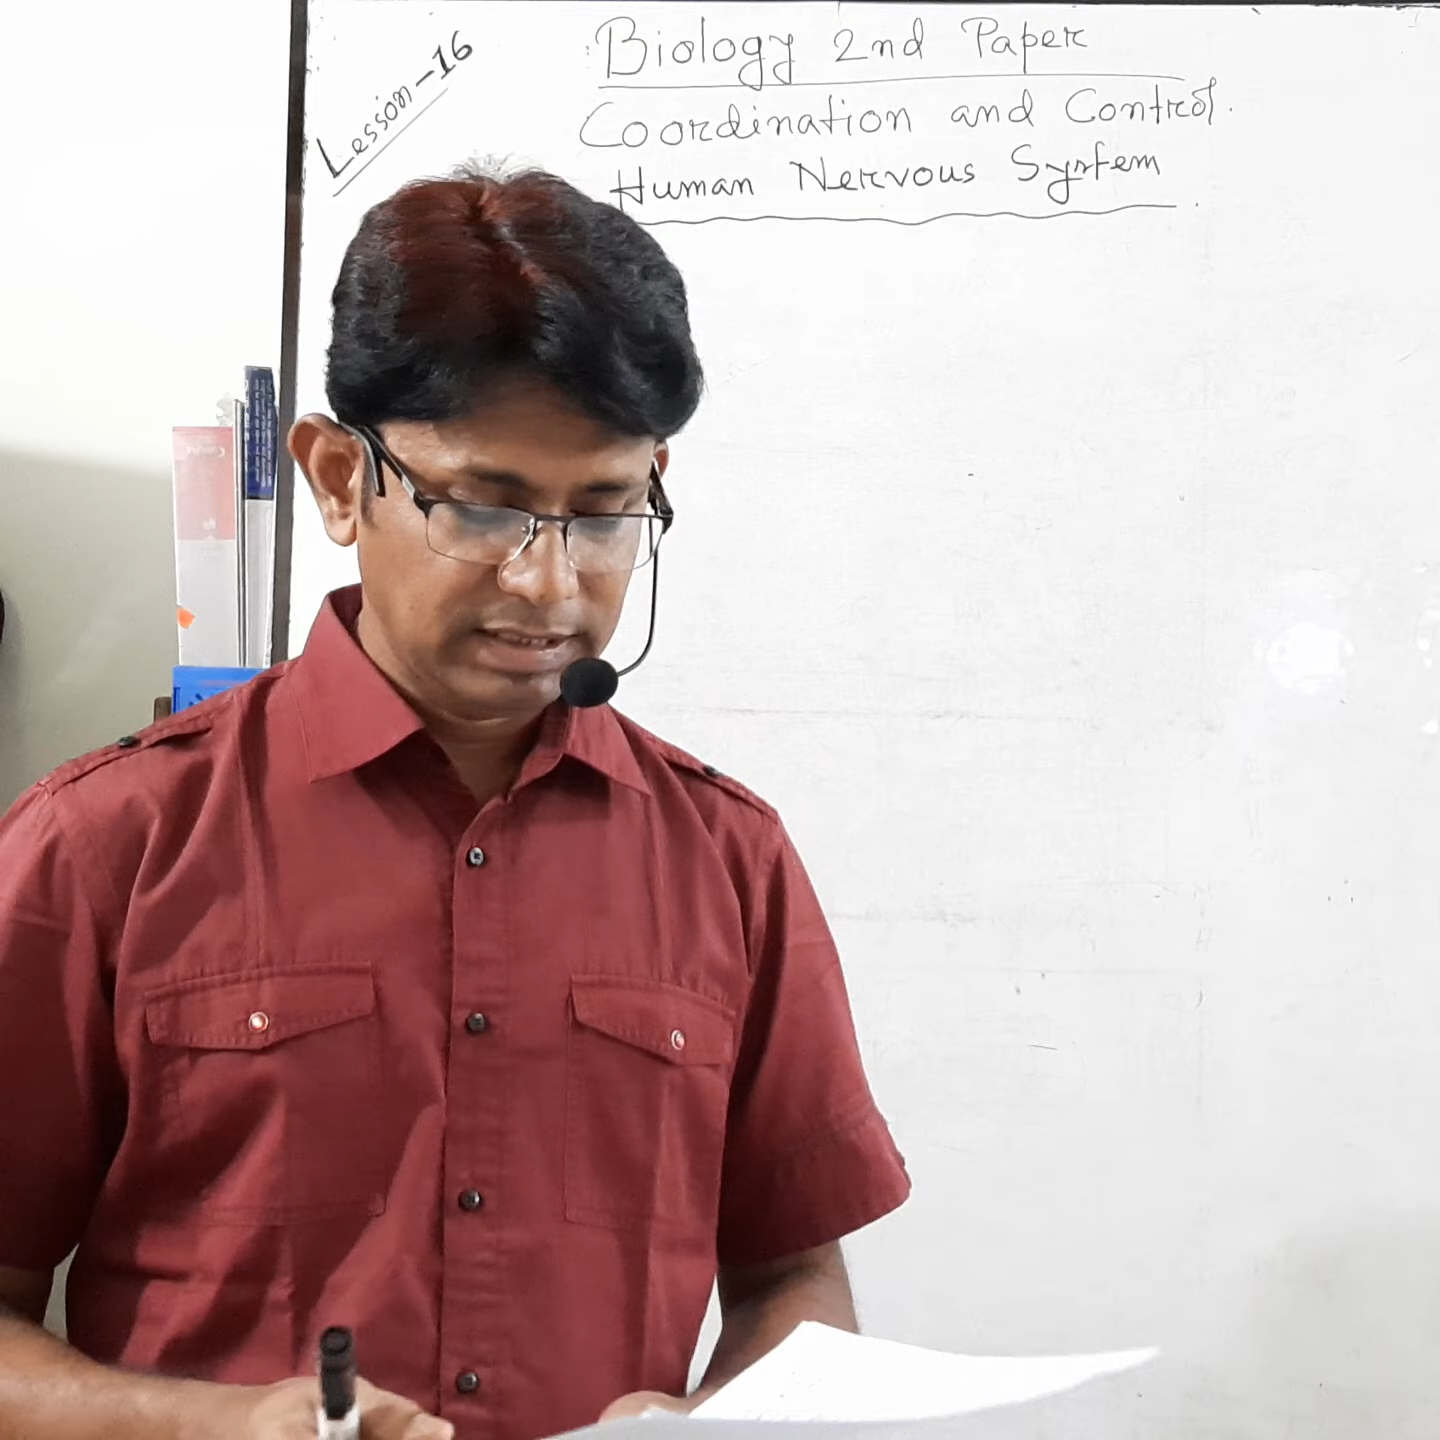 Lesson-16
Biology 2nd Paper
Coordination and Control.
Human Nervous System